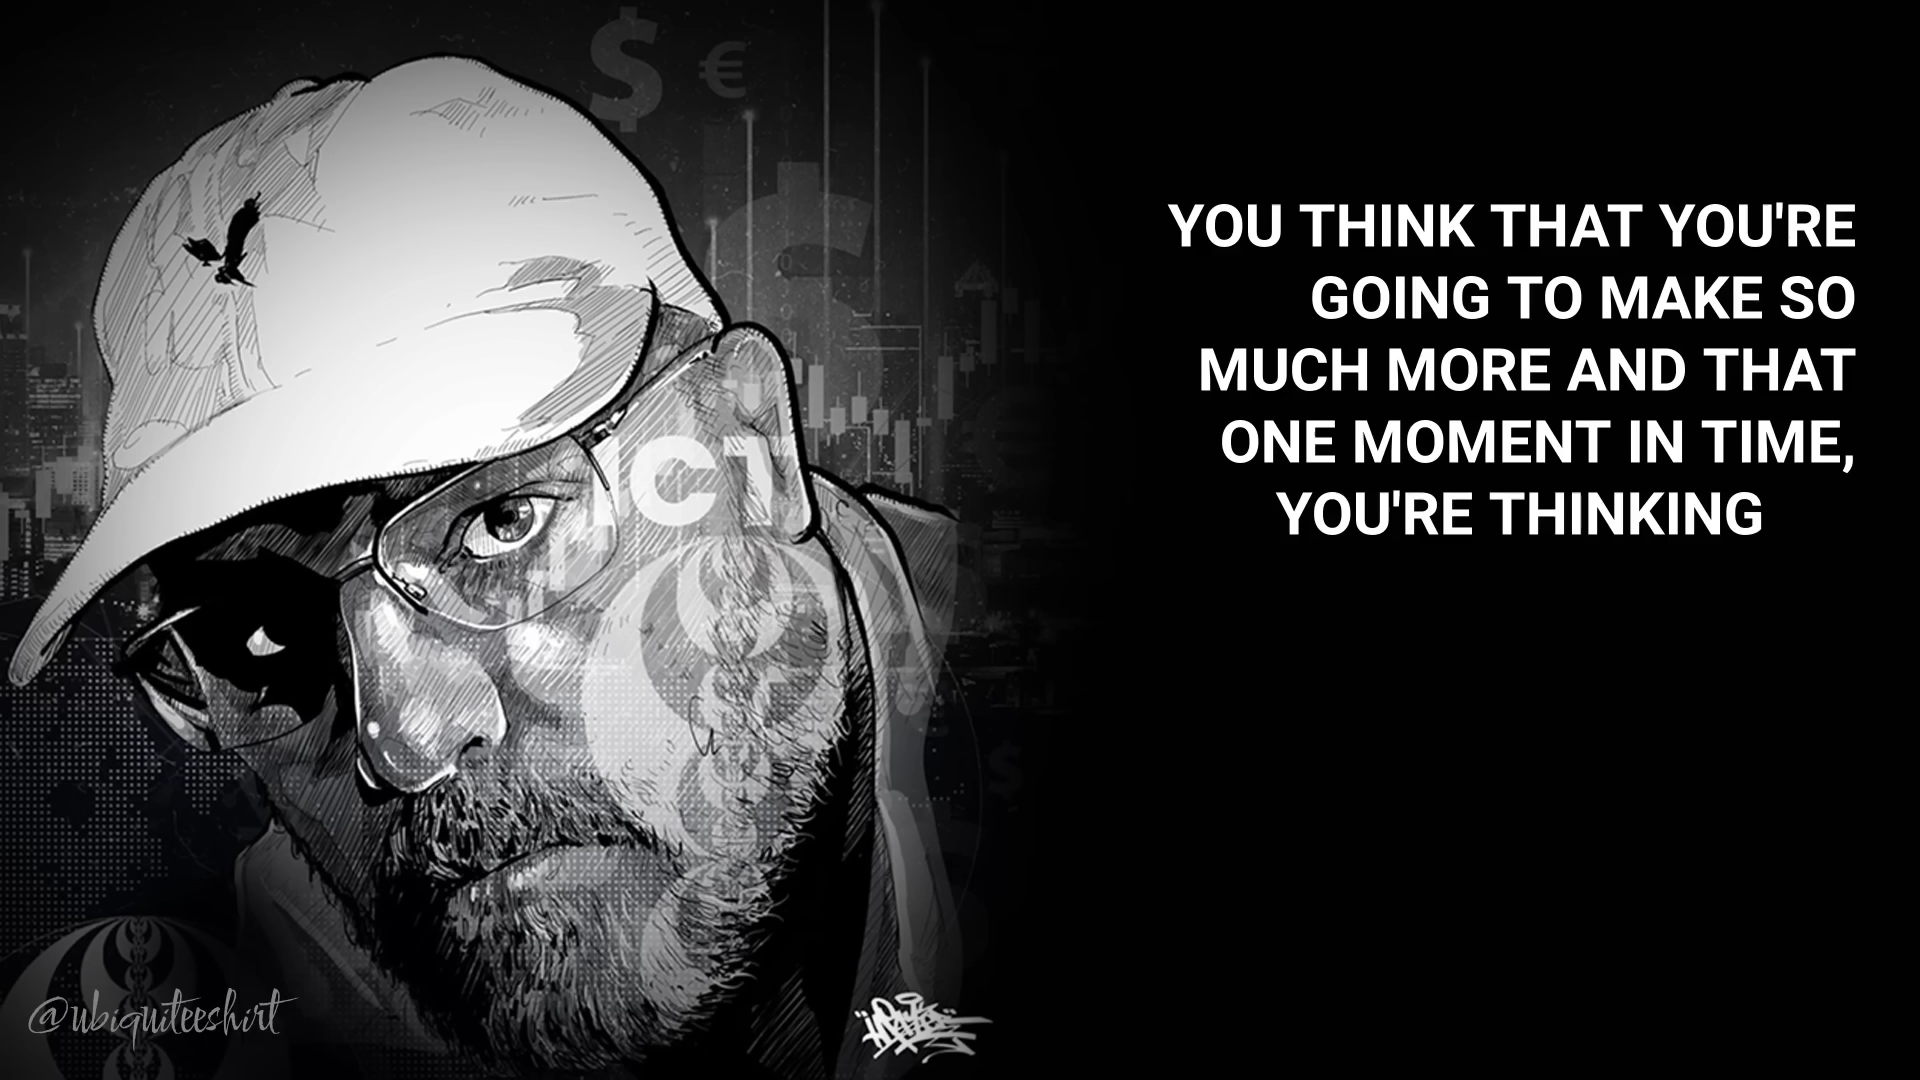 $
€
ICT
YOU THINK THAT YOU'RE
GOING TO MAKE SO
MUCH MORE AND THAT
ONE MOMENT IN TIME,
YOU'RE THINKING
@ubiquiteeshirt